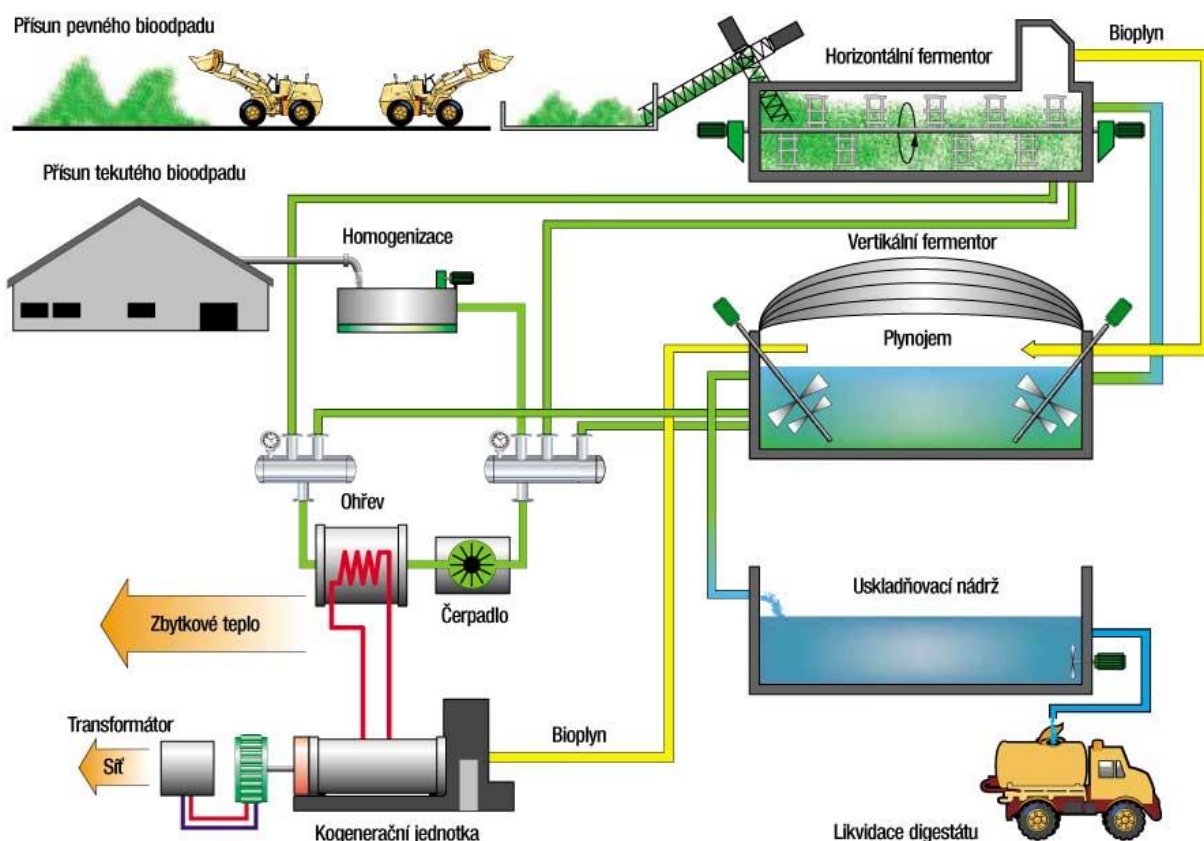 Přísun pevného bioodpadu
Horizontální fermentor
Bioplyn
Přísun tekutého bioodpadu
Homogenizace
Vertikální fermentor
Plynojem
Ohřev
Čerpadlo
Zbytkové teplo
Uskladňovací nádrž
Transformátor
Síť
Bioplyn
Kogenerační jednotka
Likvidace digestátu